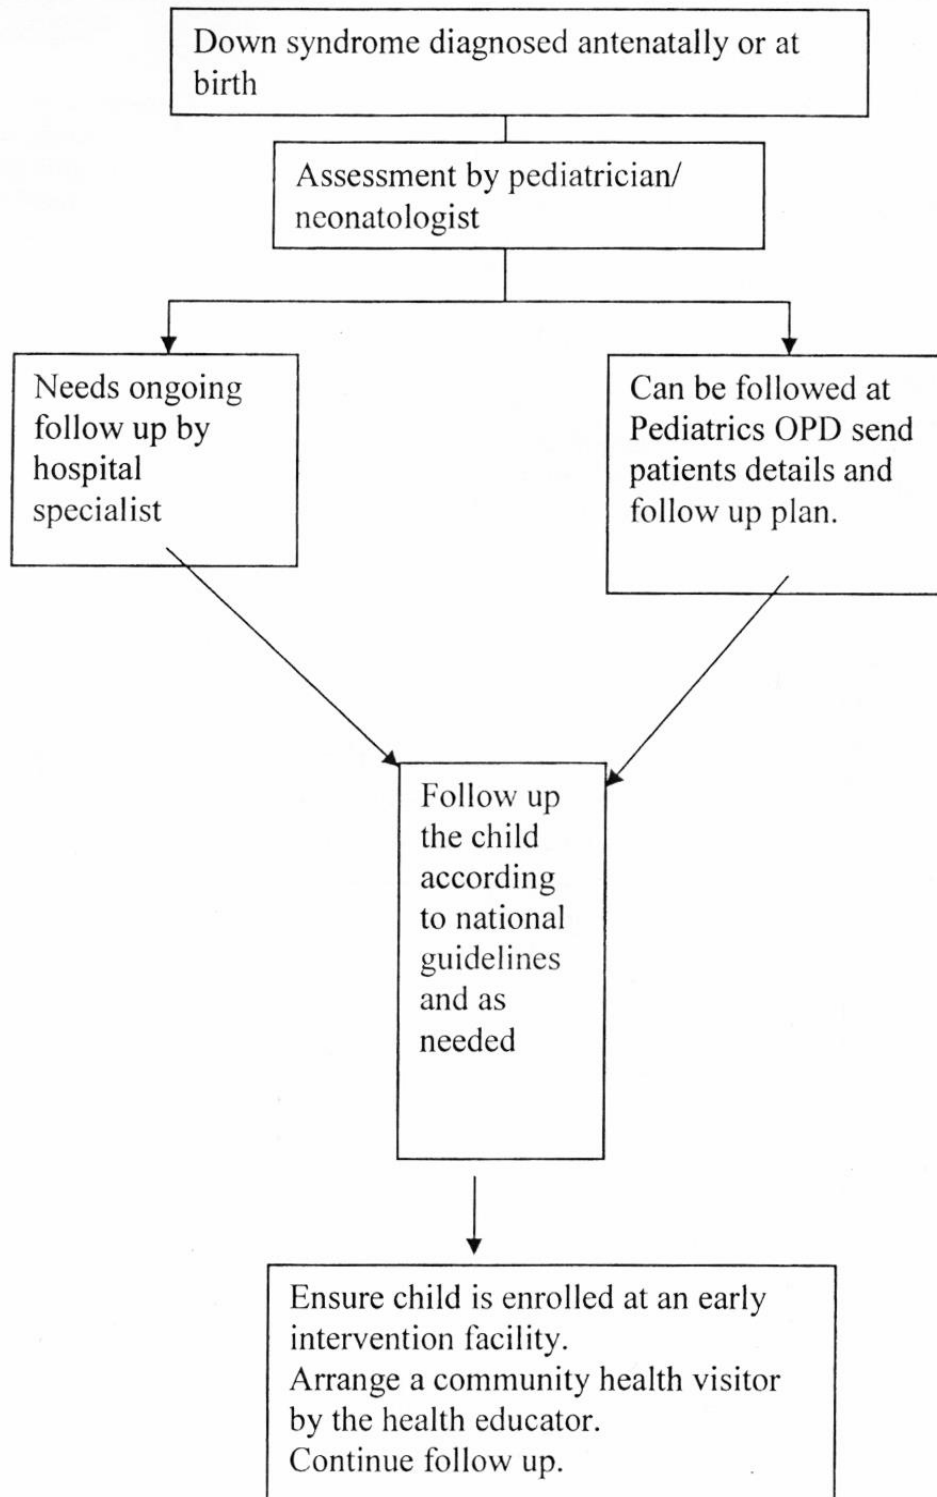 Down syndrome diagnosed antenatally or at
birth
Assessment by pediatrician/
neonatologist
Needs ongoing
follow up by
hospital
specialist
Can be followed at
Pediatrics OPD send
patients details and
follow up plan.
Follow up
the child
according
to national
guidelines
and as
needed
Ensure child is enrolled at an early
intervention facility.
Arrange a community health visitor
by the health educator.
Continue follow up.